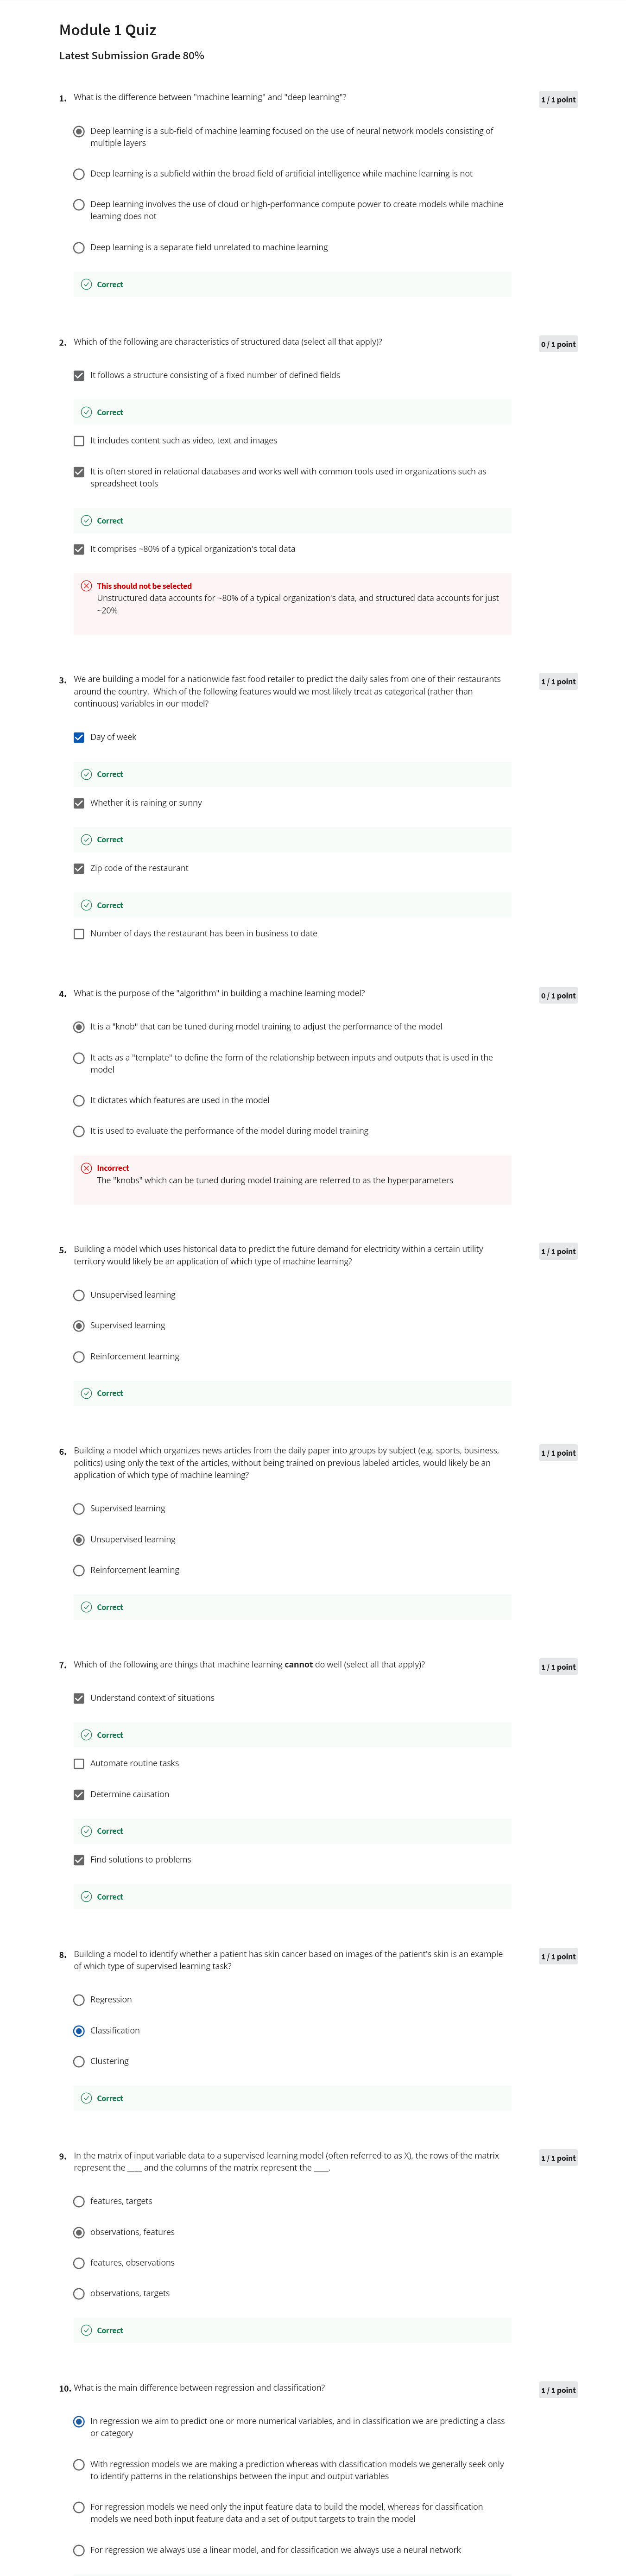 Module 1 Quiz
Latest Submission Grade 80%
1. What is the difference between "machine learning" and "deep learning"?
1 / 1 point
Deep learning is a sub-field of machine learning focused on the use of neural network models consisting of
multiple layers
Deep learning is a subfield within the broad field of artificial intelligence while machine learning is not
Deep learning involves the use of cloud or high-performance compute power to create models while machine
learning does not
Deep learning is a separate field unrelated to machine learning
Correct
2. Which of the following are characteristics of structured data (select all that apply)?
0 / 1 point
It follows a structure consisting of a fixed number of defined fields
Correct
It includes content such as video, text and images
It is often stored in relational databases and works well with common tools used in organizations such as
spreadsheet tools
Correct
It comprises ~80% of a typical organization's total data
This should not be selected
Unstructured data accounts for ~80% of a typical organization's data, and structured data accounts for just
~20%
3. We are building a model for a nationwide fast food retailer to predict the daily sales from one of their restaurants
1 / 1 point
around the country. Which of the following features would we most likely treat as categorical (rather than
continuous) variables in our model?
Day of week
Correct
Whether it is raining or sunny
Correct
Zip code of the restaurant
Correct
Number of days the restaurant has been in business to date
4. What is the purpose of the "algorithm" in building a machine learning model?
0 / 1 point
It is a "knob" that can be tuned during model training to adjust the performance of the model
It acts as a "template" to define the form of the relationship between inputs and outputs that is used in the
model
It dictates which features are used in the model
It is used to evaluate the performance of the model during model training
Incorrect
The "knobs" which can be tuned during model training are referred to as the hyperparameters
5. Building a model which uses historical data to predict the future demand for electricity within a certain utility
1 / 1 point
territory would likely be an application of which type of machine learning?
Unsupervised learning
Supervised learning
Reinforcement learning
Correct
6. Building a model which organizes news articles from the daily paper into groups by subject (e.g. sports, business,
1 / 1 point
politics) using only the text of the articles, without being trained on previous labeled articles, would likely be an
application of which type of machine learning?
Supervised learning
Unsupervised learning
Reinforcement learning
Correct
7. Which of the following are things that machine learning cannot do well (select all that apply)?
1 / 1 point
Understand context of situations
Correct
Automate routine tasks
Determine causation
Correct
Find solutions to problems
Correct
8. Building a model to identify whether a patient has skin cancer based on images of the patient's skin is an example
1 / 1 point
of which type of supervised learning task?
Regression
Classification
Clustering
Correct
9. In the matrix of input variable data to a supervised learning model (often referred to as X), the rows of the matrix
1 / 1 point
represent the ____ and the columns of the matrix represent the ____.
features, targets
observations, features
features, observations
observations, targets
Correct
10. What is the main difference between regression and classification?
1 / 1 point
In regression we aim to predict one or more numerical variables, and in classification we are predicting a class
or category
With regression models we are making a prediction whereas with classification models we generally seek only
to identify patterns in the relationships between the input and output variables
For regression models we need only the input feature data to build the model, whereas for classification
models we need both input feature data and a set of output targets to train the model
For regression we always use a linear model, and for classification we always use a neural network